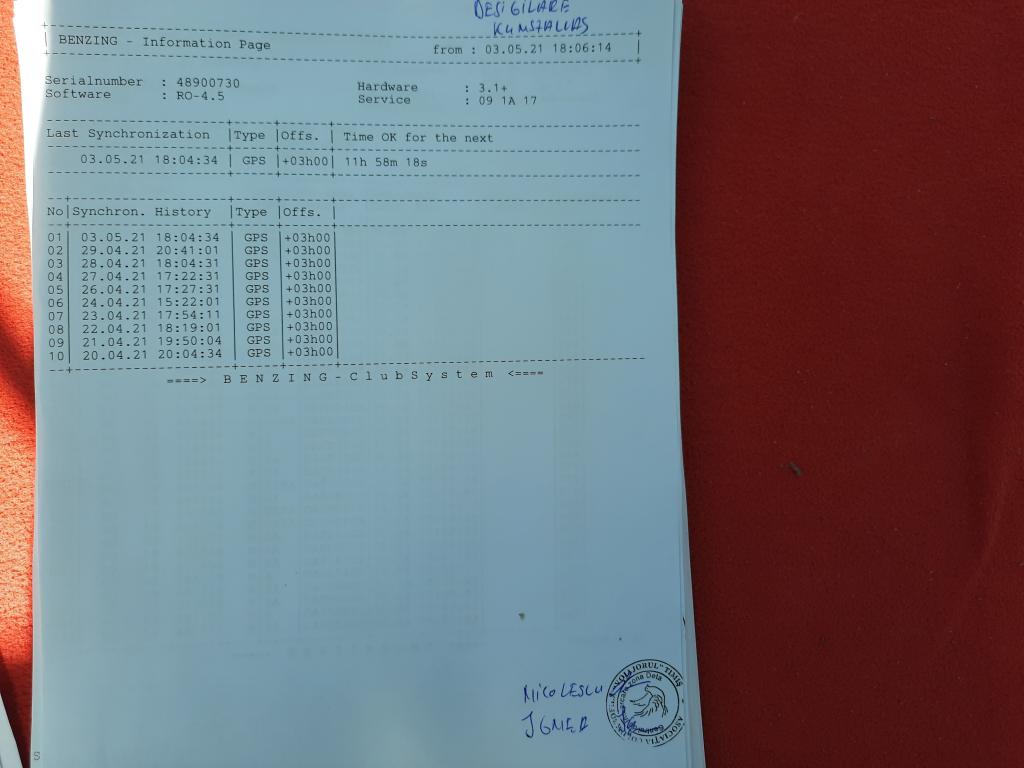 DESIGILARE
BENZING - Information Page from : 03.05.21 18:06:14
Serialnumber : 48900730 Hardware : 3.1+
Software : RO-4.5 Service : 09 1A 17
Last Synchronization |Type |Offs. | Time OK for the next
03.05.21 18:04:34 | GPS |+03h00| 11h 58m 18s
No|Synchron. History |Type |Offs. |
01| 03.05.21 18:04:34 | GPS |+03h00|
02| 29.04.21 20:41:01 | GPS |+03h00|
03| 28.04.21 18:04:31 | GPS |+03h00|
04| 27.04.21 17:22:31 | GPS |+03h00|
05| 26.04.21 17:27:31 | GPS |+03h00|
06| 24.04.21 15:22:01 | GPS |+03h00|
07| 23.04.21 17:54:11 | GPS |+03h00|
08| 22.04.21 18:19:01 | GPS |+03h00|
09| 21.04.21 19:50:04 | GPS |+03h00|
10| 20.04.21 20:04:34 | GPS |+03h00|
====> B E N Z I N G - C l u b S y s t e m <====
NICOLESCU
"VOIAJORUL" TIMIȘ
zona Deta
ASOCIAȚIA
S